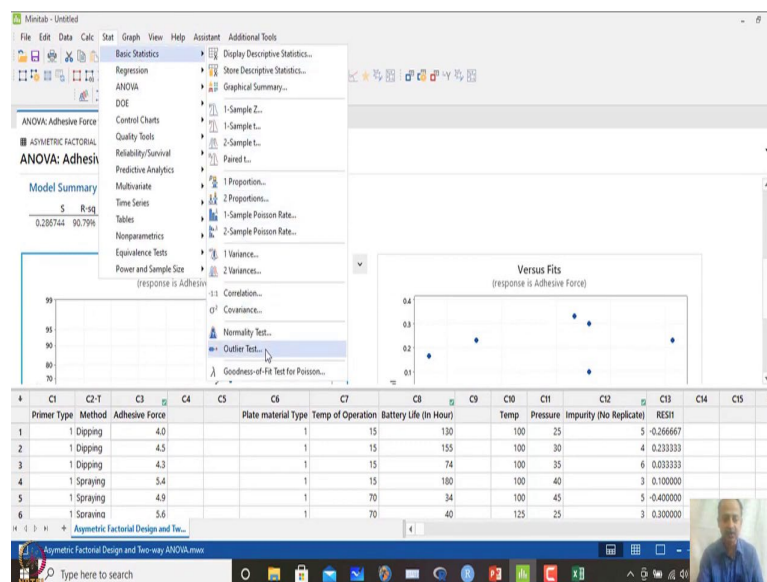 Minitab - Untitled
File Edit Data Calc Stat Graph View Help Assistant Additional Tools
Basic Statistics
Regression
ANOVA
DOE
Control Charts
Quality Tools
Reliability/Survival
Predictive Analytics
Multivariate
Time Series
Tables
Nonparametrics
Equivalence Tests
Power and Sample Size
Display Descriptive Statistics...
Store Descriptive Statistics...
Graphical Summary...
1-Sample Z...
1-Sample t...
2-Sample t...
Paired t...
1 Proportion...
2 Proportions...
1-Sample Poisson Rate...
2-Sample Poisson Rate...
1 Variance...
2 Variances...
Correlation...
Covariance...
Normality Test...
Outlier Test...
Goodness-of-Fit Test for Poisson...
ANOVA: Adhesive Force
ASYMETRIC FACTORIAL
ANOVA: Adhesiv
Model Summary
S R-sq
0.286744 90.79%
(response is Adhesiv
99
95
90
80
70
Versus Fits
(response is Adhesive Force)
0.4
0.3
0.2
0.1
C1 C2-T C3 C4 C5 C6 C7 C8 C9 C10 C11 C12 C13 C14 C15
Primer Type Method Adhesive Force Plate material Type Temp of Operation Battery Life (In Hour) Temp Pressure Impurity (No Replicate) RESI1
1 1 Dipping 4.0 1 15 130 100 25 5 -0.266667
2 1 Dipping 4.5 1 15 155 100 30 4 0.233333
3 1 Dipping 4.3 1 15 74 100 35 6 0.033333
4 1 Spraying 5.4 1 15 180 100 40 3 0.100000
5 1 Spraying 4.9 1 70 34 100 45 5 -0.400000
6 1 Spraying 5.6 1 70 40 125 25 3 0.300000
Asymetric Factorial Design and Tw...
Asymetric Factorial Design and Two-way ANOVA.mwx
Type here to search